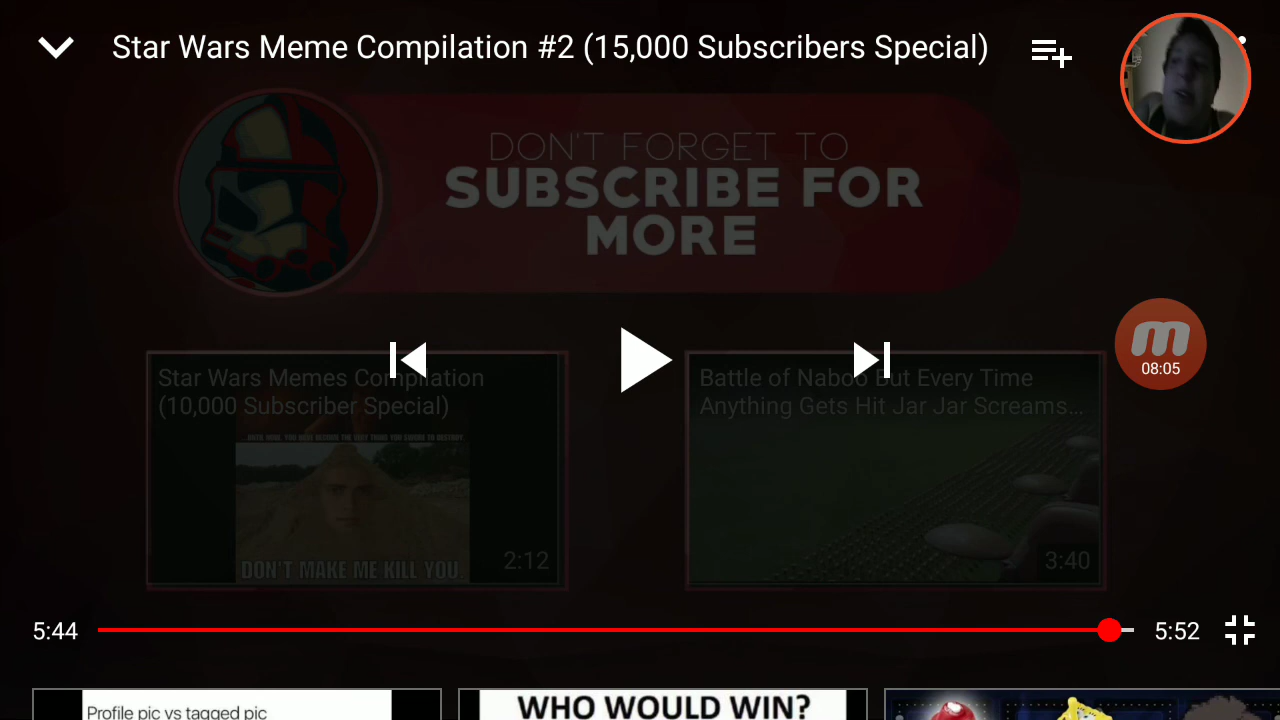 Star Wars Meme Compilation #2 (15,000 Subscribers Special)
DON'T FORGET TO
SUBSCRIBE FOR
MORE
08:05
Star Wars Memes Compilation
(10,000 Subscriber Special)
DON'T MAKE ME KILL YOU.
2:12
Battle of Naboo But Every Time
Anything Gets Hit Jar Jar Screams...
3:40
5:44
5:52
Profile pic vs tagged pic
WHO WOULD WIN?